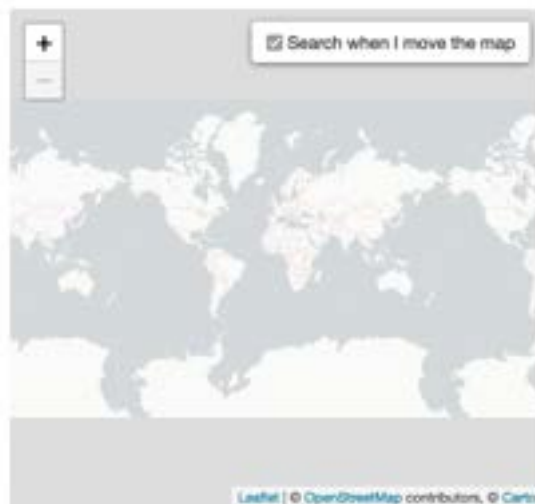 +
Search when I move the map
−
Leaflet | © OpenStreetMap contributors, © Carto